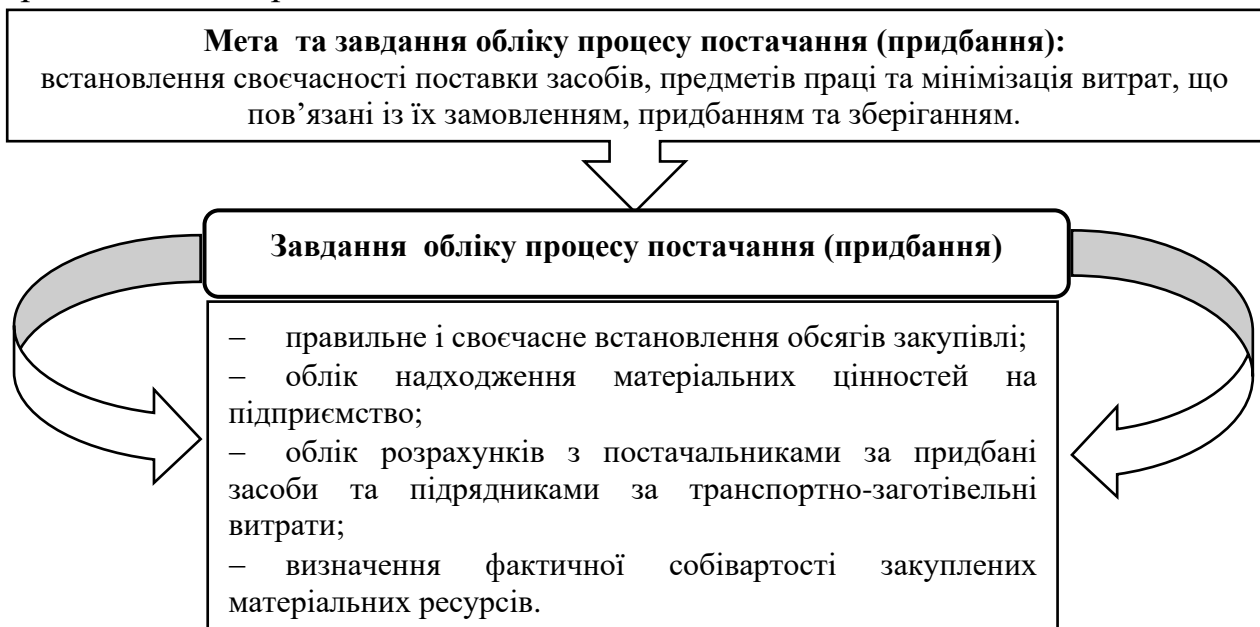 Мета та завдання обліку процесу постачання (придбання):
встановлення своєчасності поставки засобів, предметів праці та мінімізація витрат, що
пов’язані із їх замовленням, придбанням та зберіганням.
Завдання обліку процесу постачання (придбання)
– правильне і своєчасне встановлення обсягів закупівлі;
– облік надходження матеріальних цінностей на
підприємство;
– облік розрахунків з постачальниками за придбані
засоби та підрядниками за транспортно-заготівельні
витрати;
– визначення фактичної собівартості закуплених
матеріальних ресурсів.